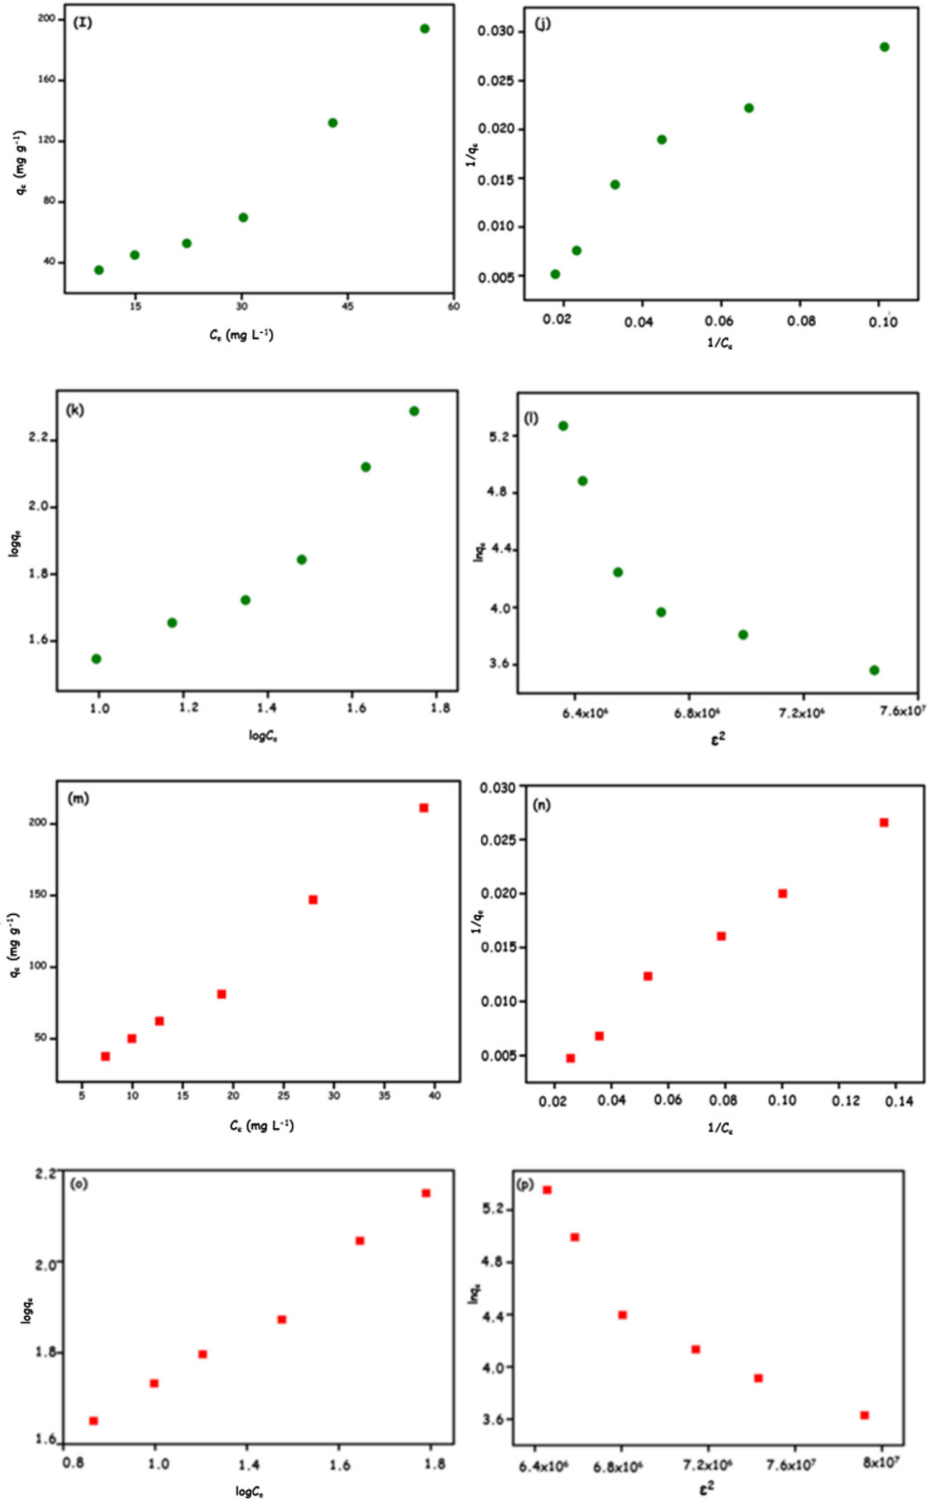 (I)
200
160
120
80
40
15 30 45 60
qₑ (mg g⁻¹)
Cₑ (mg L⁻¹)
(j)
0.030
0.025
0.020
0.015
0.010
0.005
0.02 0.04 0.06 0.08 0.10
1/qₑ
1/Cₑ
(k)
2.2
2.0
1.8
1.6
1.0 1.2 1.4 1.6 1.8
logqₑ
logCₑ
(l)
5.2
4.8
4.4
4.0
3.6
6.4x10⁶ 6.8x10⁶ 7.2x10⁶ 7.6x10⁷
lnqₑ
ε²
(m)
200
150
100
50
5 10 15 20 25 30 35 40
qₑ (mg g⁻¹)
Cₑ (mg L⁻¹)
(n)
0.030
0.025
0.020
0.015
0.010
0.005
0.02 0.04 0.06 0.08 0.10 0.12 0.14
1/qₑ
1/Cₑ
(o)
2.2
2.0
1.8
1.6
0.8 1.0 1.4 1.6 1.8
logqₑ
logCₑ
(p)
5.2
4.8
4.4
4.0
3.6
6.4x10⁶ 6.8x10⁶ 7.2x10⁶ 7.6x10⁶ 8x10⁷
lnqₑ
ε²